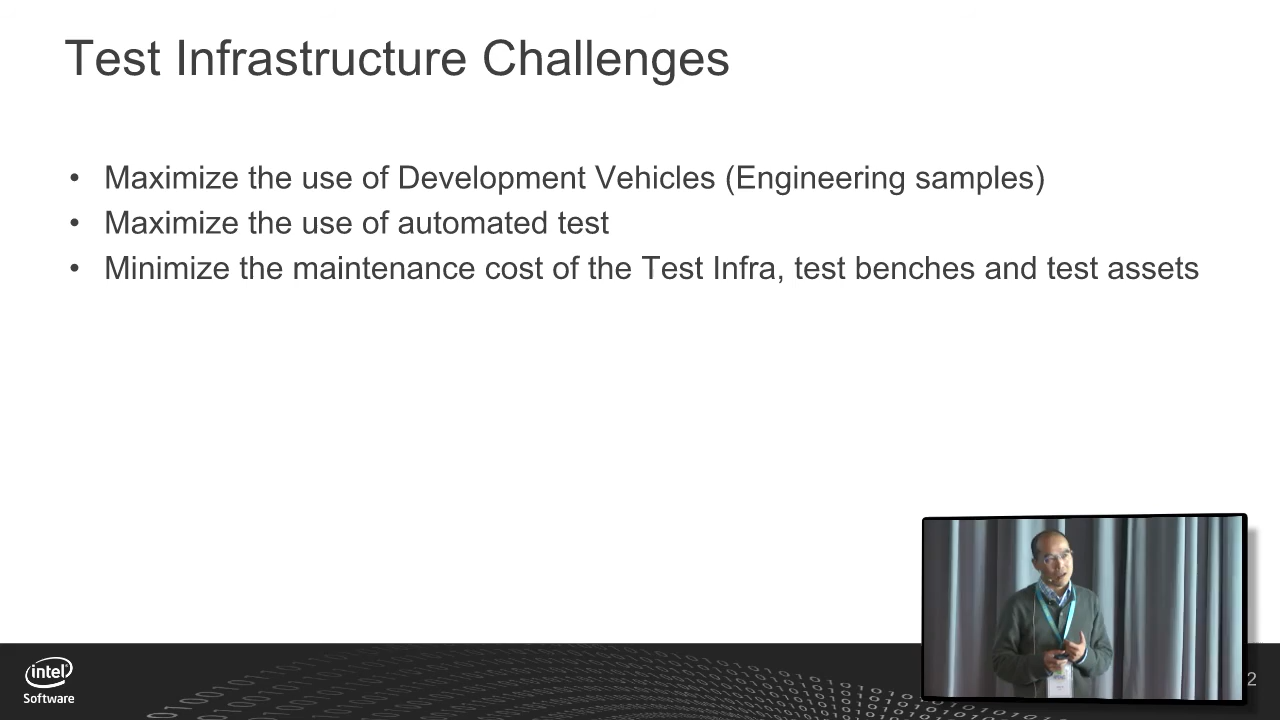 Test Infrastructure Challenges
• Maximize the use of Development Vehicles (Engineering samples)
• Maximize the use of automated test
• Minimize the maintenance cost of the Test Infra, test benches and test assets
intel
Software
2